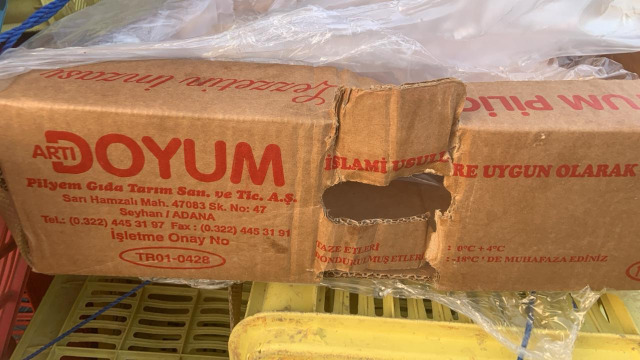 Lezzetin İmzası
ARTI DOYUM
Pilyem Gıda Tarım San. ve Tic. A.Ş.
Sarı Hamzalı Mah. 47083 Sk. No: 47
Seyhan / ADANA
Tel.: (0.322) 445 31 97 Fax : (0.322) 445 31 91
İşletme Onay No
TR01-0428
UM PİLİÇ
İSLAMİ USULL RE UYGUN OLARAK
TAZE ETLERİ : 0°C + 4°C
DONDURULMUŞ ETLER : -18°C ' DE MUHAFAZA EDİNİZ